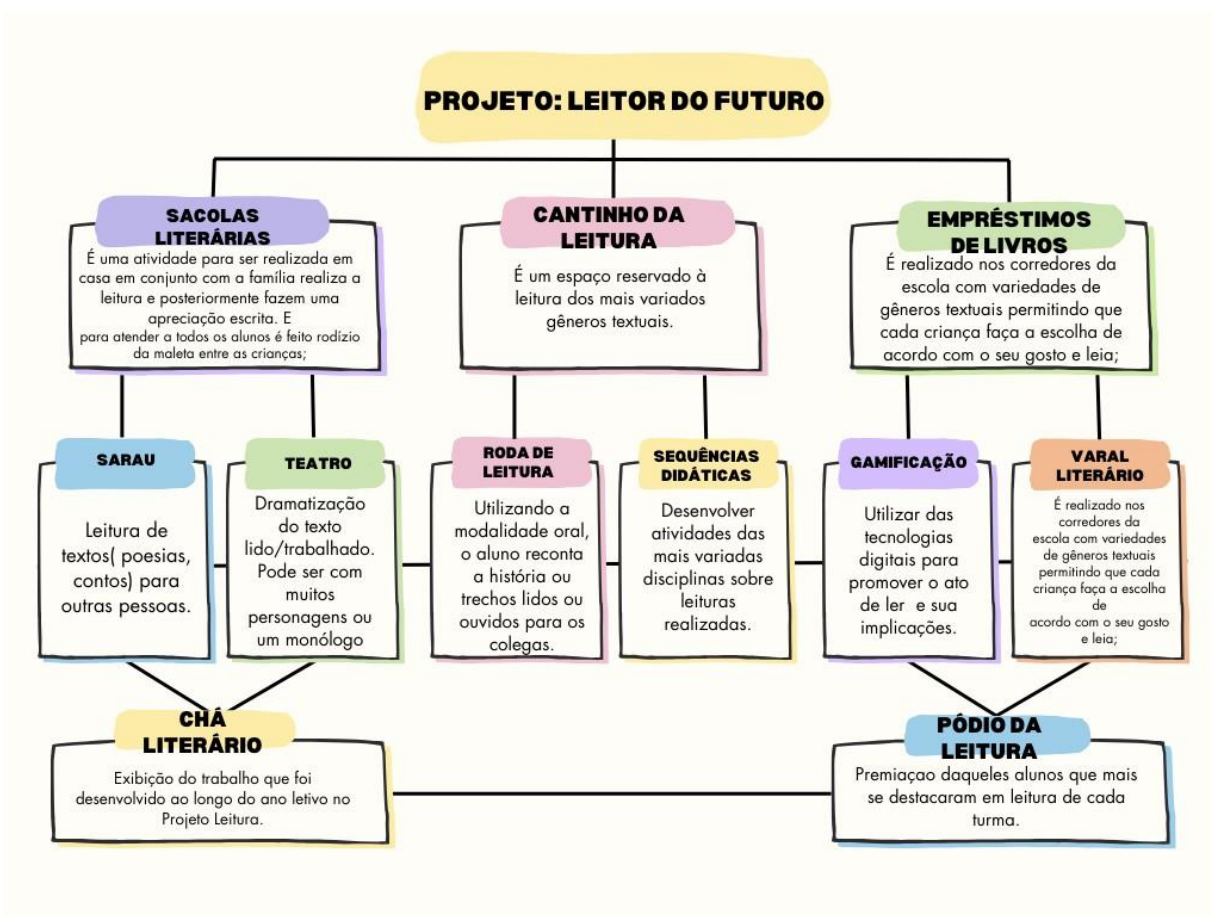 PROJETO: LEITOR DO FUTURO
SACOLAS
LITERÁRIAS
É uma atividade para ser realizada em
casa em conjunto com a família realiza a
leitura e posteriormente fazem uma
apreciação escrita. E
para atender a todos os alunos é feito rodízio
da maleta entre as crianças;
CANTINHO DA
LEITURA
É um espaço reservado à
leitura dos mais variados
gêneros textuais.
EMPRÉSTIMOS
DE LIVROS
É realizado nos corredores da
escola com variedades de
gêneros textuais permitindo que
cada criança faça a escolha de
acordo com o seu gosto e leia;
SARAU
Leitura de
textos( poesias,
contos) para
outras pessoas.
TEATRO
Dramatização
do texto
lido/trabalhado.
Pode ser com
muitos
personagens ou
um monólogo
RODA DE
LEITURA
Utilizando a
modalidade oral,
o aluno reconta
a história ou
trechos lidos ou
ouvidos para os
colegas.
SEQUÊNCIAS
DIDÁTICAS
Desenvolver
atividades das
mais variadas
disciplinas sobre
leituras
realizadas.
GAMIFICAÇÃO
Utilizar das
tecnologias
digitais para
promover o ato
de ler e sua
implicações.
VARAL
LITERÁRIO
É realizado nos
corredores da
escola com variedades
de gêneros textuais
permitindo que cada
criança faça a escolha
de
acordo com o seu gosto
e leia;
CHÁ
LITERÁRIO
Exibição do trabalho que foi
desenvolvido ao longo do ano letivo no
Projeto Leitura.
PÓDIO DA
LEITURA
Premiaçao daqueles alunos que mais
se destacaram em leitura de cada
turma.